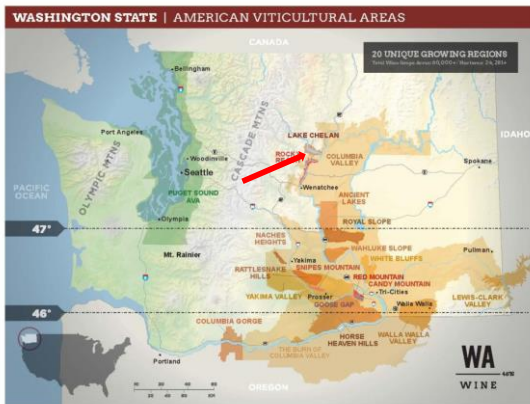 WASHINGTON STATE | AMERICAN VITICULTURAL AREAS
CANADA
20 UNIQUE GROWING REGIONS
Bellingham
LAKE CHELAN
IDAHO
Port Angeles
CASCADE MTNS
COLUMBIA
VALLEY
Woodinville
Spokane
OLYMPIC MTNS
Seattle
Wenatchee
PACIFIC
OCEAN
PUGET SOUND
AVA
ANCIENT
LAKES
Olympia
ROYAL SLOPE
47°
NACHES
HEIGHTS
WAHLUKE SLOPE
Pullman
Mt. Rainier
Yakima
WHITE BLUFFS
RATTLESNAKE
HILLS
SNIPES MOUNTAIN
RED MOUNTAIN
CANDY MOUNTAIN
Tri-Cities
YAKIMA VALLEY
Prosser
GOOSE GAP
Walla Walla
LEWIS-CLARK
VALLEY
46°
COLUMBIA GORGE
HORSE
HEAVEN HILLS
WALLA WALLA
VALLEY
THE BURN OF
COLUMBIA VALLEY
Portland
OREGON
WA
STATE
WINE